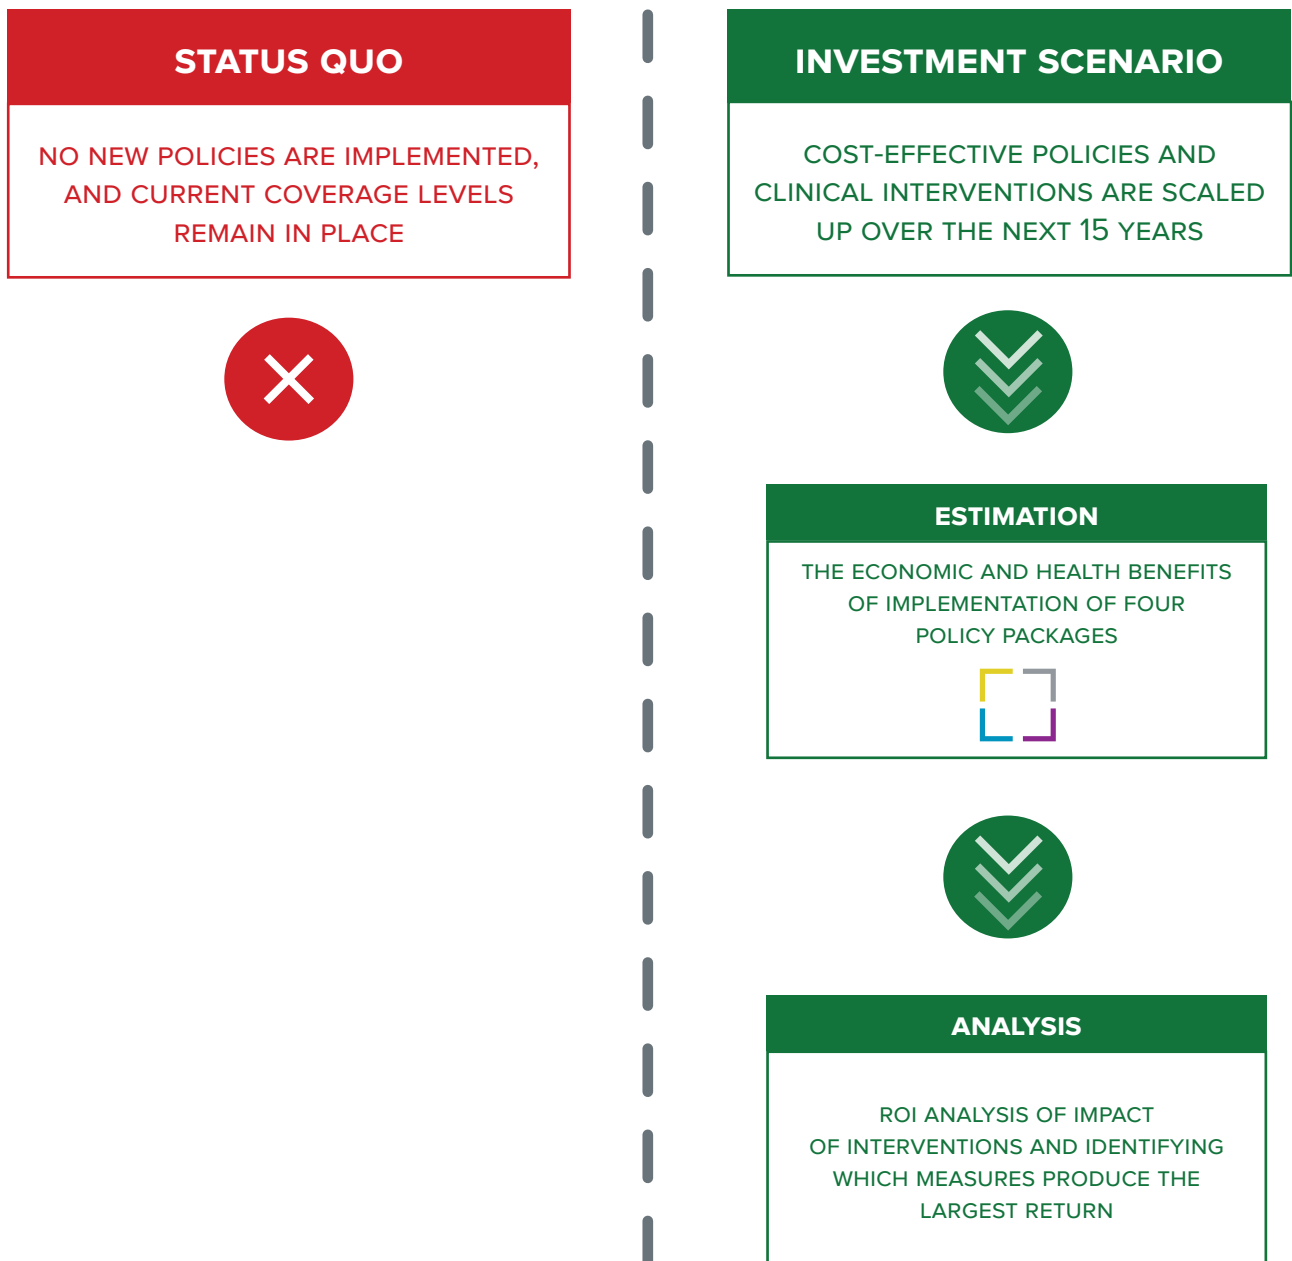 STATUS QUO
NO NEW POLICIES ARE IMPLEMENTED,
AND CURRENT COVERAGE LEVELS
REMAIN IN PLACE
INVESTMENT SCENARIO
COST-EFFECTIVE POLICIES AND
CLINICAL INTERVENTIONS ARE SCALED
UP OVER THE NEXT 15 YEARS
ESTIMATION
THE ECONOMIC AND HEALTH BENEFITS
OF IMPLEMENTATION OF FOUR
POLICY PACKAGES
ANALYSIS
ROI ANALYSIS OF IMPACT
OF INTERVENTIONS AND IDENTIFYING
WHICH MEASURES PRODUCE THE
LARGEST RETURN